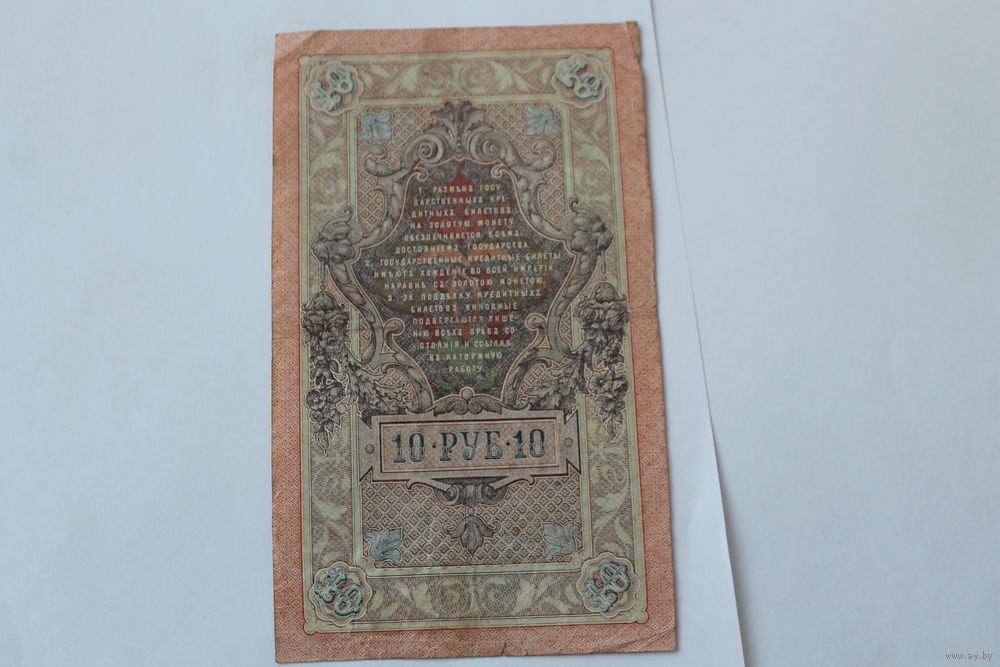 1. РАЗМѢНЪ ГОСУ-
ДАРСТВЕННЫХЪ КРЕ-
ДИТНЫХЪ БИЛЕТОВЪ
НА ЗОЛОТУЮ МОНЕТУ
ОБЕЗПЕЧИВАЕТСЯ ВСѢМЪ
ДОСТОЯНІЕМЪ ГОСУДАРСТВА.
2. ГОСУДАРСТВЕННЫЕ КРЕДИТНЫЕ БИЛЕТЫ
ИМѢЮТЪ ХОЖДЕНІЕ ВО ВСЕЙ ИМПЕРІИ
НАРАВНѢ СЪ ЗОЛОТОЮ МОНЕТОЮ.
3. ЗА ПОДДѢЛКУ КРЕДИТНЫХЪ
БИЛЕТОВЪ ВИНОВНЫЕ
ПОДВЕРГАЮТСЯ ЛИШЕ-
НІЮ ВСѢХЪ ПРАВЪ СО-
СТОЯНІЯ И ССЫЛКѢ
ВЪ КАТОРЖНУЮ
РАБОТУ.
10·РУБ·10
www.ay.by